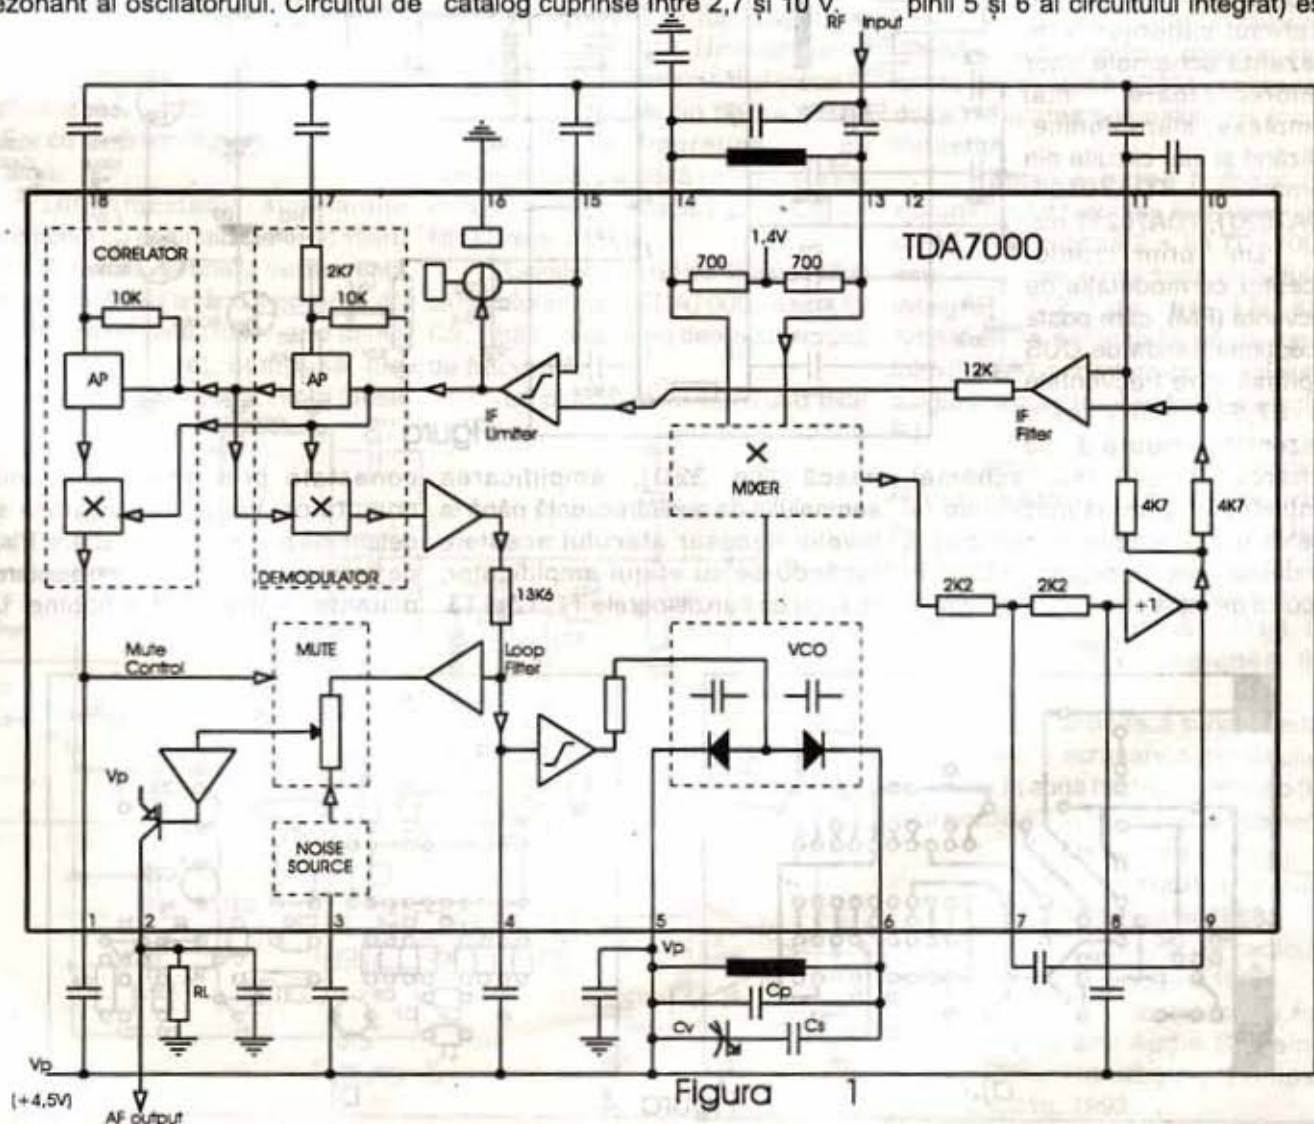 ezonant al oscilatorului. Circuitul de catalog cuprinse între 2,7 și 10 V. pinii 5 și 6 ai circuitului integrat) es
RF Input
18 17 16 15 14 13 12 11 10
CORELATOR
2K7
10K
10K
AP
AP
IF
Limiter
700
1,4V
700
TDA7000
12K
IF
Filter
MIXER
4K7
4K7
DEMODULATOR
13K6
2K2
2K2
+1
Mute
Control
MUTE
Loop
Filter
VCO
Vp
NOISE
SOURCE
1 2 3 4 5 6 7 8 9
RL
Vp
Cp
Cv
Cs
Vp
(+4,5V)
AF output
Figura 1